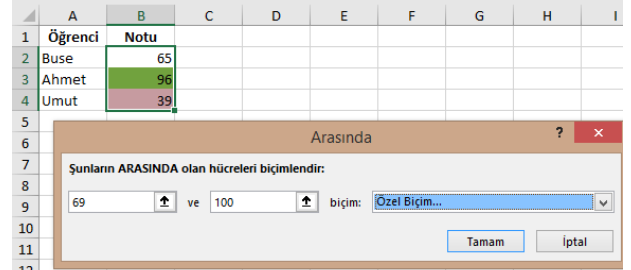 A B C D E F G H I
1 Öğrenci Notu
2 Buse 65
3 Ahmet 96
4 Umut 39
5
6 Arasında ? ×
7 Şunların ARASINDA olan hücreleri biçimlendir:
8
9 69 ve 100 biçim: Özel Biçim...
10
11 Tamam İptal
12